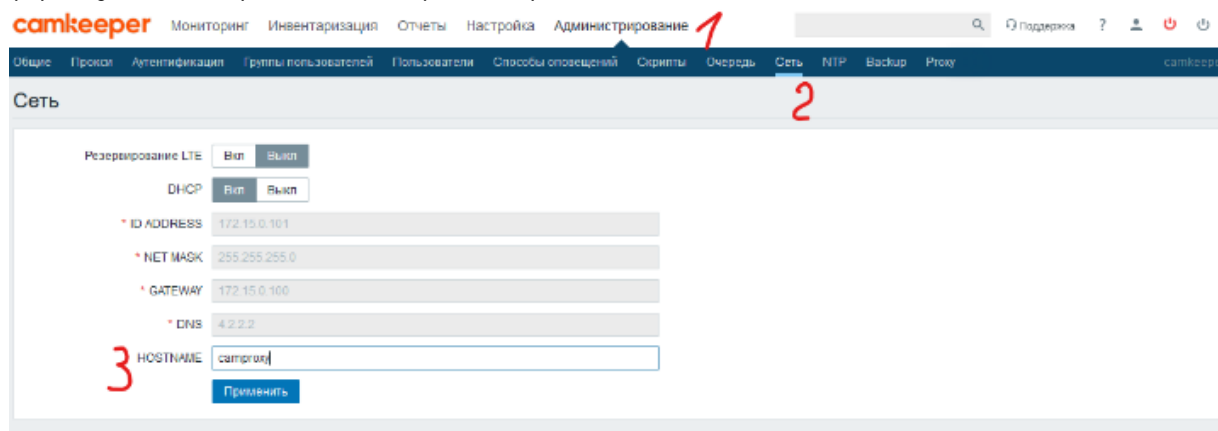 camkeeper Мониторинг Инвентаризация Отчеты Настройка Администрирование 1 Поддержка ?
Общие Прокси Аутентификация Группы пользователей Пользователи Способы оповещений Скрипты Очередь Сеть NTP Backup Proxy
Сеть 2
Резервирование LTE Вкл Выкл
DHCP Вкл Выкл
* ID ADDRESS 172.15.0.101
* NET MASK 255.255.255.0
* GATEWAY 172.15.0.100
* DNS 4.2.2.2
3 HOSTNAME camproxy
Применить